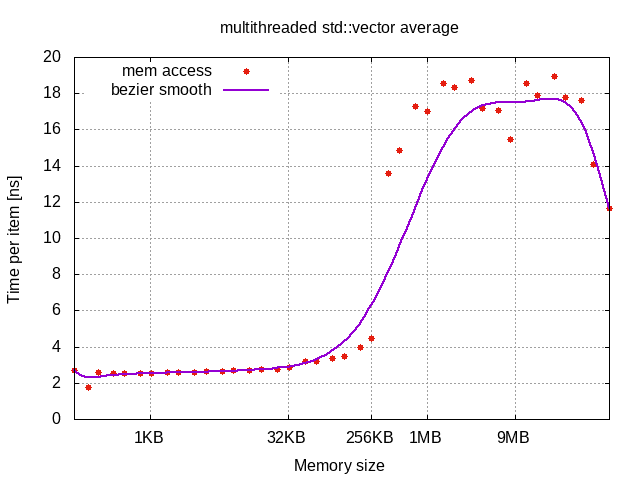 multithreaded std::vector average
20
18
16
14
12
10
8
6
4
2
0
mem access
bezier smooth
Time per item [ns]
1KB 32KB 256KB 1MB 9MB
Memory size